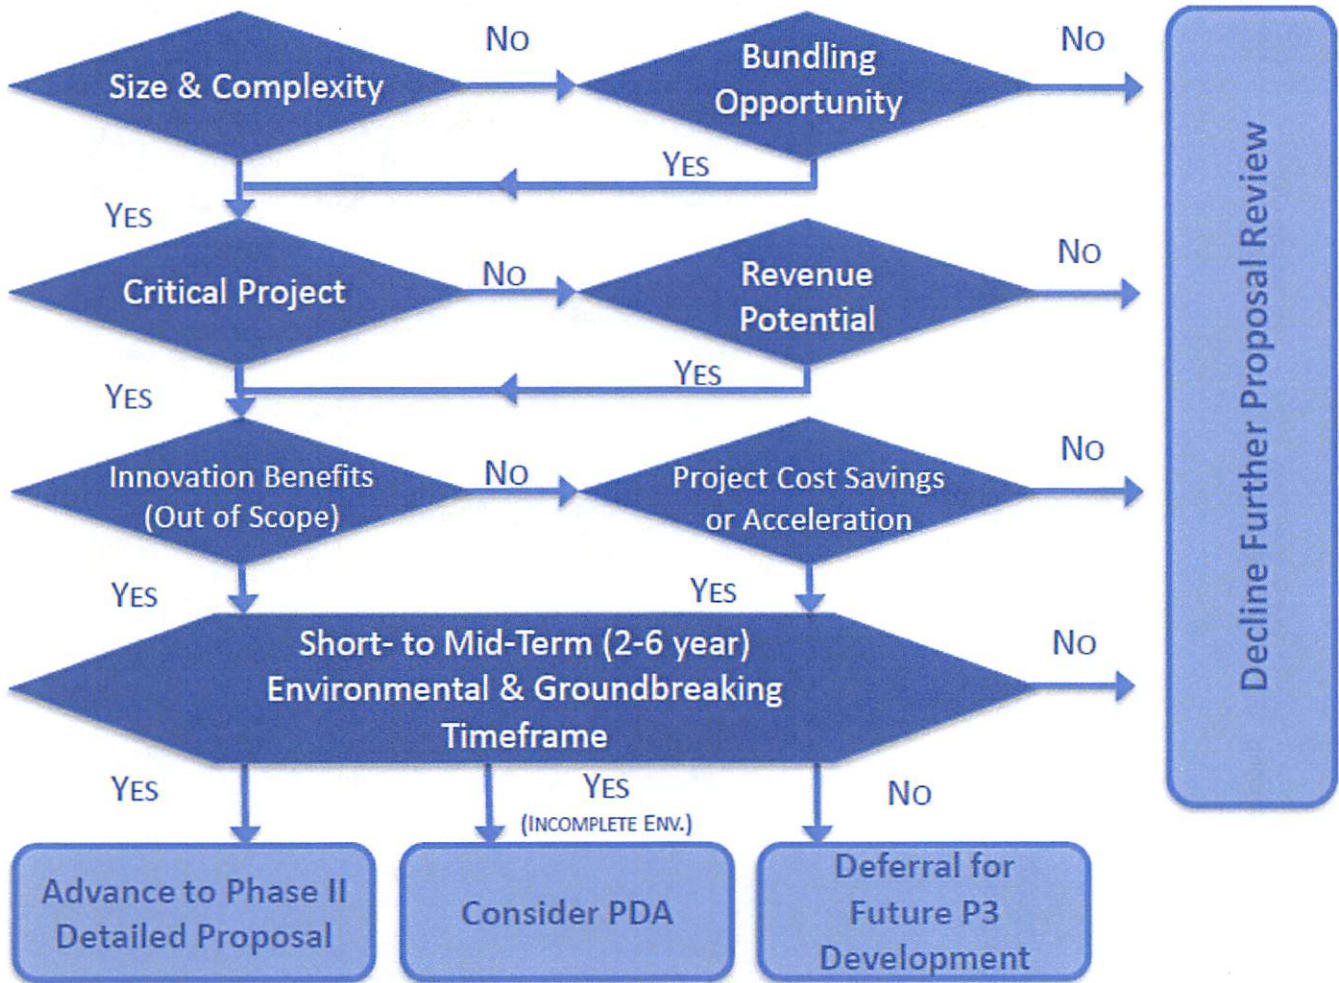 Size & Complexity
No
Bundling
Opportunity
No
Yes
Yes
Critical Project
No
Revenue
Potential
No
Yes
Yes
Innovation Benefits
(Out of Scope)
No
Project Cost Savings
or Acceleration
No
Yes
Yes
Short- to Mid-Term (2-6 year)
Environmental & Groundbreaking
Timeframe
No
Yes
Yes
(Incomplete Env.)
No
Advance to Phase II
Detailed Proposal
Consider PDA
Deferral for
Future P3
Development
Decline Further Proposal Review